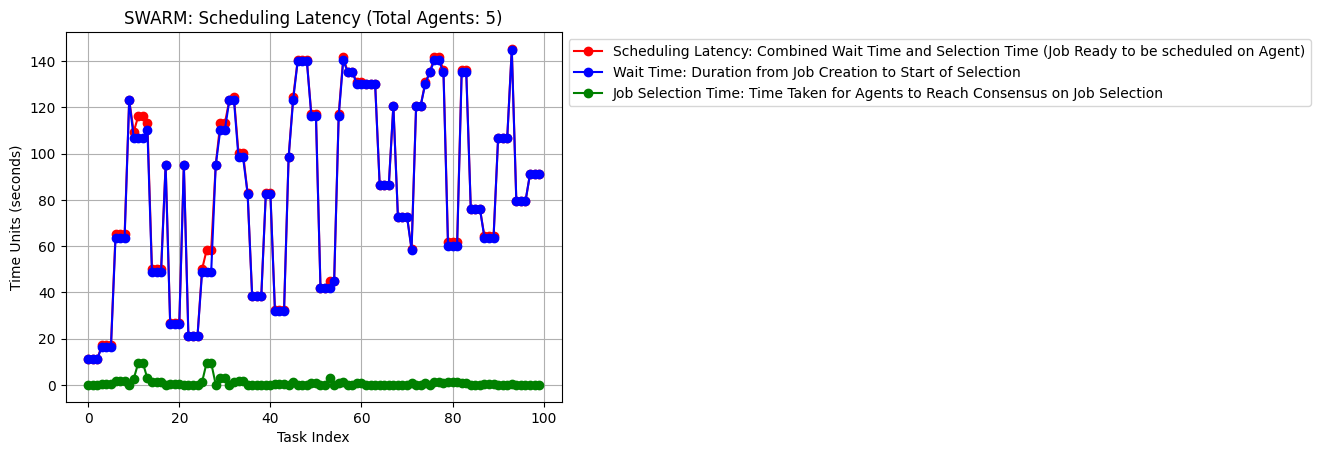 SWARM: Scheduling Latency (Total Agents: 5)
Scheduling Latency: Combined Wait Time and Selection Time (Job Ready to be scheduled on Agent)
Wait Time: Duration from Job Creation to Start of Selection
Job Selection Time: Time Taken for Agents to Reach Consensus on Job Selection
Time Units (seconds)
140
120
100
80
60
40
20
0
0 20 40 60 80 100
Task Index